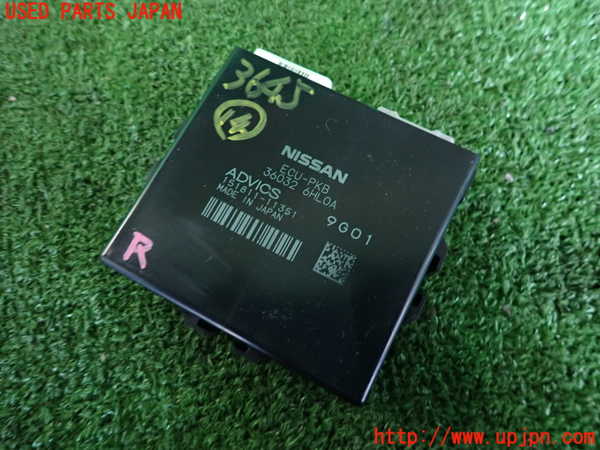 USED PARTS JAPAN
3645
14
NISSAN
ECU-PKB
36032 6HL0A
ADVICS
151811-11351
MADE IN JAPAN
9G01
R
http://www.upjpn.com/